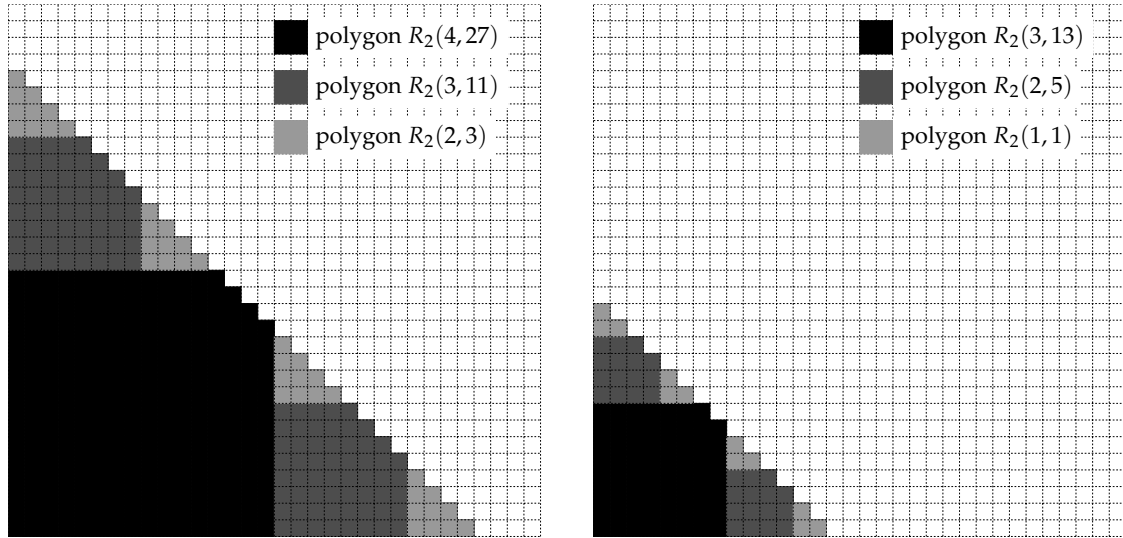 polygon R₂(4,27)
polygon R₂(3,11)
polygon R₂(2,3)
polygon R₂(3,13)
polygon R₂(2,5)
polygon R₂(1,1)